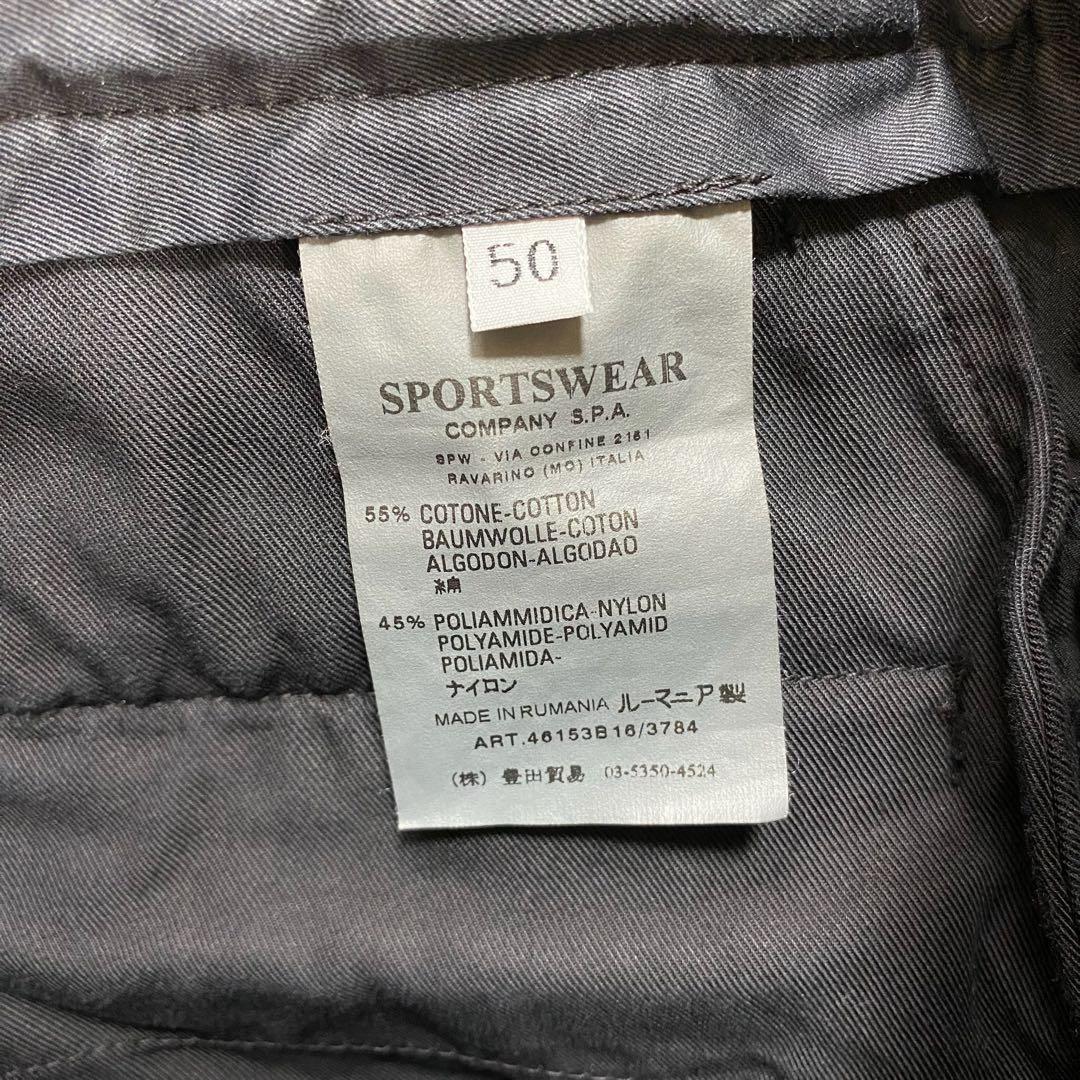 50
SPORTSWEAR
COMPANY S.P.A.
SPW - VIA CONFINE 2161
RAVARINO (MO) ITALIA
55% COTONE-COTTON
BAUMWOLLE-COTON
ALGODON-ALGODAO
綿
45% POLIAMMIDICA-NYLON
POLYAMIDE-POLYAMID
POLIAMIDA-
ナイロン
MADE IN RUMANIA ルーマニア製
ART.46153B16/3784
(株) 豊田貿易 03-5350-4524